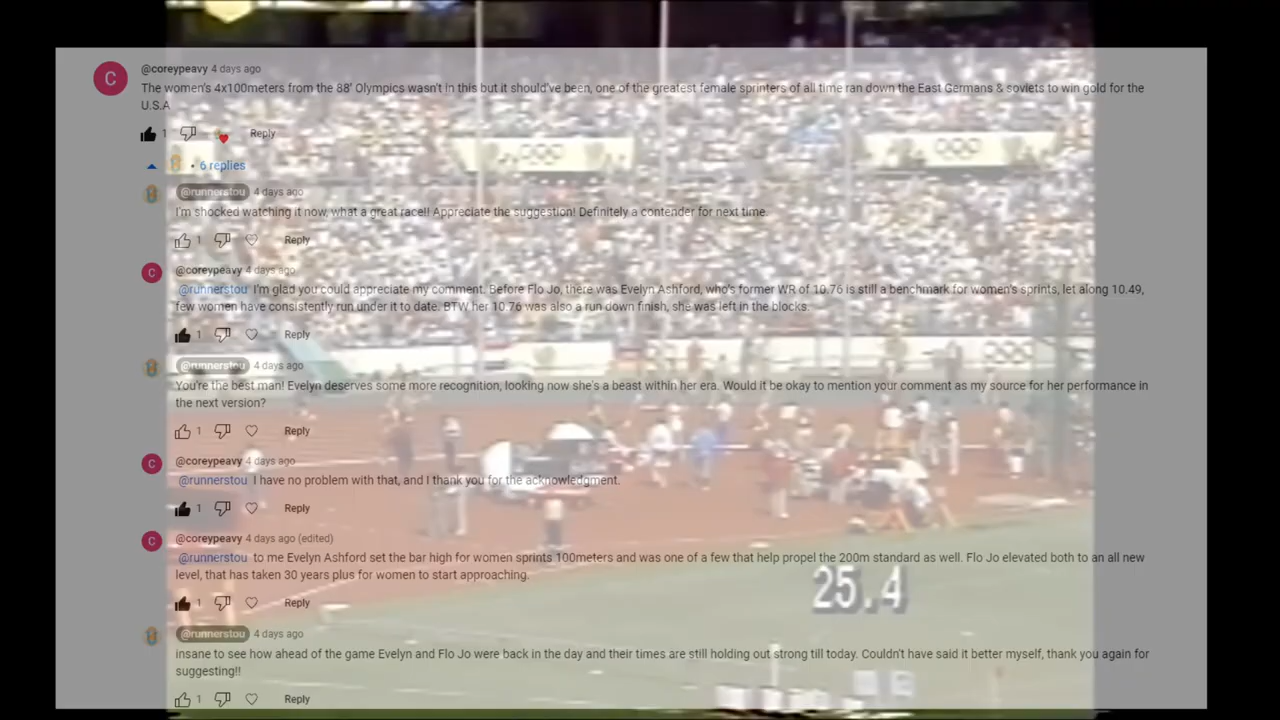 C
@coreypeavy 4 days ago
The women's 4x100meters from the 88' Olympics wasn't in this but it should've been, one of the greatest female sprinters of all time ran down the East Germans & soviets to win gold for the
U.S.A
1
Reply
• 6 replies
@runnerstou 4 days ago
I'm shocked watching it now, what a great race!! Appreciate the suggestion! Definitely a contender for next time.
1 Reply
C
@coreypeavy 4 days ago
@runnerstou I'm glad you could appreciate my comment. Before Flo Jo, there was Evelyn Ashford, who's former WR of 10.76 is still a benchmark for women's sprints, let along 10.49,
few women have consistently run under it to date. BTW her 10.76 was also a run down finish, she was left in the blocks.
1 Reply
@runnerstou 4 days ago
You're the best man! Evelyn deserves some more recognition, looking now she's a beast within her era. Would it be okay to mention your comment as my source for her performance in
the next version?
1 Reply
C
@coreypeavy 4 days ago
@runnerstou I have no problem with that, and I thank you for the acknowledgment.
1 Reply
C
@coreypeavy 4 days ago (edited)
@runnerstou to me Evelyn Ashford set the bar high for women sprints 100meters and was one of a few that help propel the 200m standard as well. Flo Jo elevated both to an all new
level, that has taken 30 years plus for women to start approaching.
25.4
1 Reply
@runnerstou 4 days ago
insane to see how ahead of the game Evelyn and Flo Jo were back in the day and their times are still holding out strong till today. Couldn't have said it better myself, thank you again for
suggesting!!
1 Reply